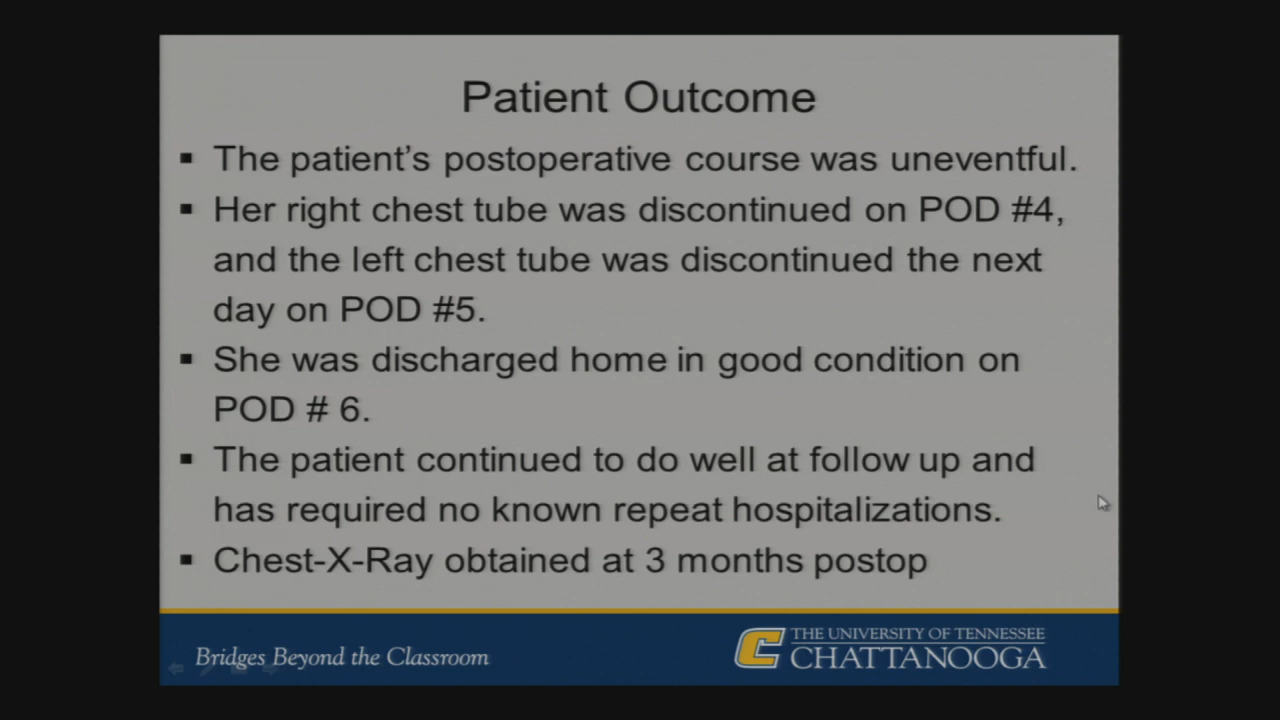 Patient Outcome
▪ The patient’s postoperative course was uneventful.
▪ Her right chest tube was discontinued on POD #4,
and the left chest tube was discontinued the next
day on POD #5.
▪ She was discharged home in good condition on
POD # 6.
▪ The patient continued to do well at follow up and
has required no known repeat hospitalizations.
▪ Chest-X-Ray obtained at 3 months postop
Bridges Beyond the Classroom
C THE UNIVERSITY OF TENNESSEE
CHATTANOOGA